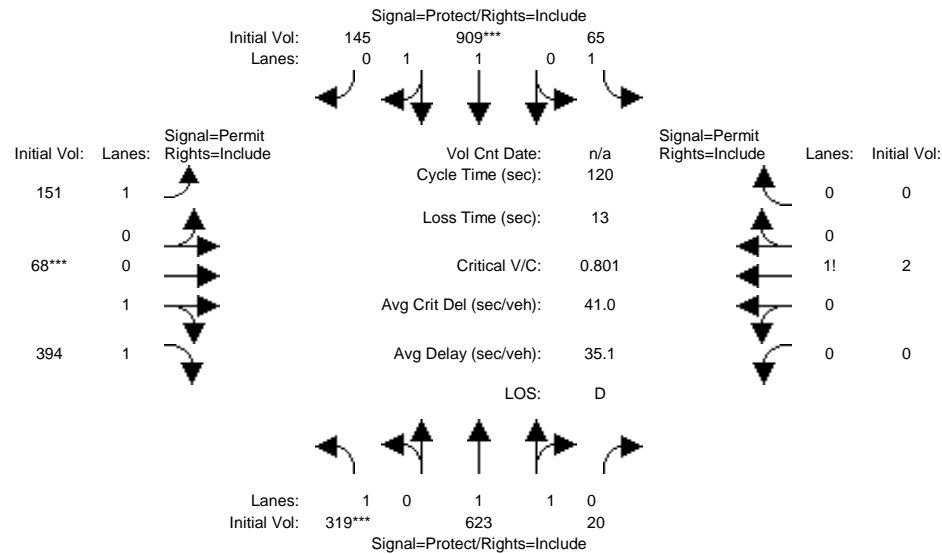 Signal=Protect/Rights=Include
Initial Vol: 145 909*** 65
Lanes: 0 1 1 0 1
Signal=Permit
Rights=Include
Initial Vol: Lanes:
Vol Cnt Date: n/a
Signal=Permit
Rights=Include
Lanes: Initial Vol:
Cycle Time (sec): 120
151 1
0 0
Loss Time (sec): 13
0
0
68*** 0
Critical V/C: 0.801
1! 2
1
Avg Crit Del (sec/veh): 41.0
0
394 1
Avg Delay (sec/veh): 35.1
0 0
LOS: D
Lanes: 1 0 1 1 0
Initial Vol: 319*** 623 20
Signal=Protect/Rights=Include